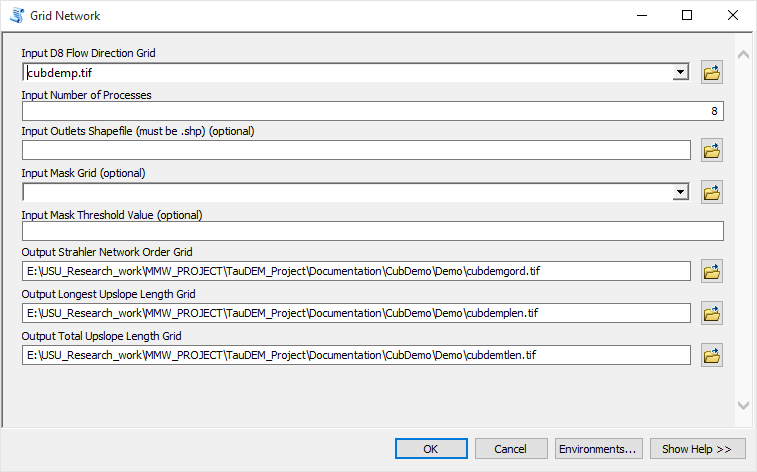 Grid Network
Input D8 Flow Direction Grid
cubdemp.tif
Input Number of Processes
8
Input Outlets Shapefile (must be .shp) (optional)
Input Mask Grid (optional)
Input Mask Threshold Value (optional)
Output Strahler Network Order Grid
E:\USU_Research_work\MMW_PROJECT\TauDEM_Project\Documentation\CubDemo\Demo\cubdemgord.tif
Output Longest Upslope Length Grid
E:\USU_Research_work\MMW_PROJECT\TauDEM_Project\Documentation\CubDemo\Demo\cubdemplen.tif
Output Total Upslope Length Grid
E:\USU_Research_work\MMW_PROJECT\TauDEM_Project\Documentation\CubDemo\Demo\cubdemtlen.tif
OK Cancel Environments... Show Help >>